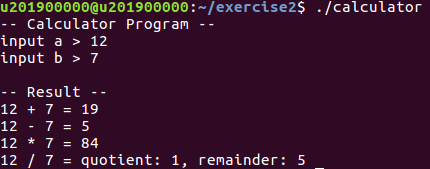 u201900000@u201900000:~/exercise2$ ./calculator
-- Calculator Program --
input a > 12
input b > 7

-- Result --
12 + 7 = 19
12 - 7 = 5
12 * 7 = 84
12 / 7 = quotient: 1, remainder: 5